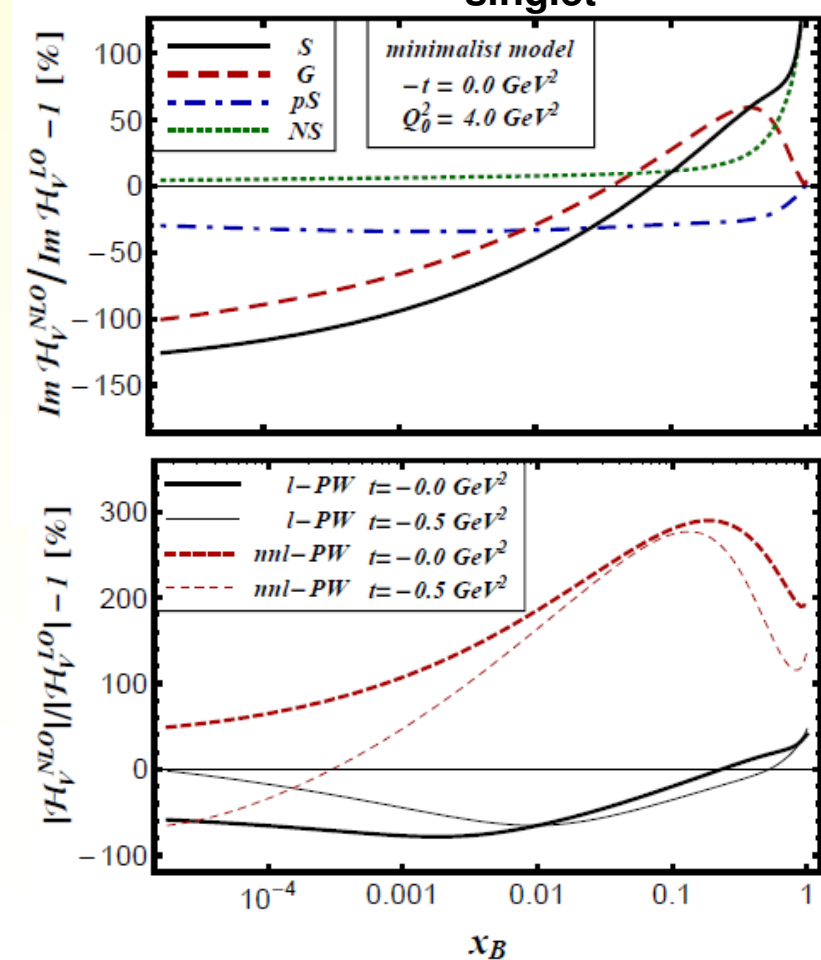 singlet
Im ℋ_V^NLO / Im ℋ_V^LO − 1 [%]
100
50
0
−50
−100
−150
S
G
pS
NS
minimalist model
−t = 0.0 GeV²
Q₀² = 4.0 GeV²
|ℋ_V^NLO|/|ℋ_V^LO| − 1 [%]
300
200
100
0
−100
l−PW t=−0.0 GeV²
l−PW t=−0.5 GeV²
nnl−PW t=−0.0 GeV²
nnl−PW t=−0.5 GeV²
10⁻⁴ 0.001 0.01 0.1 1
x_B